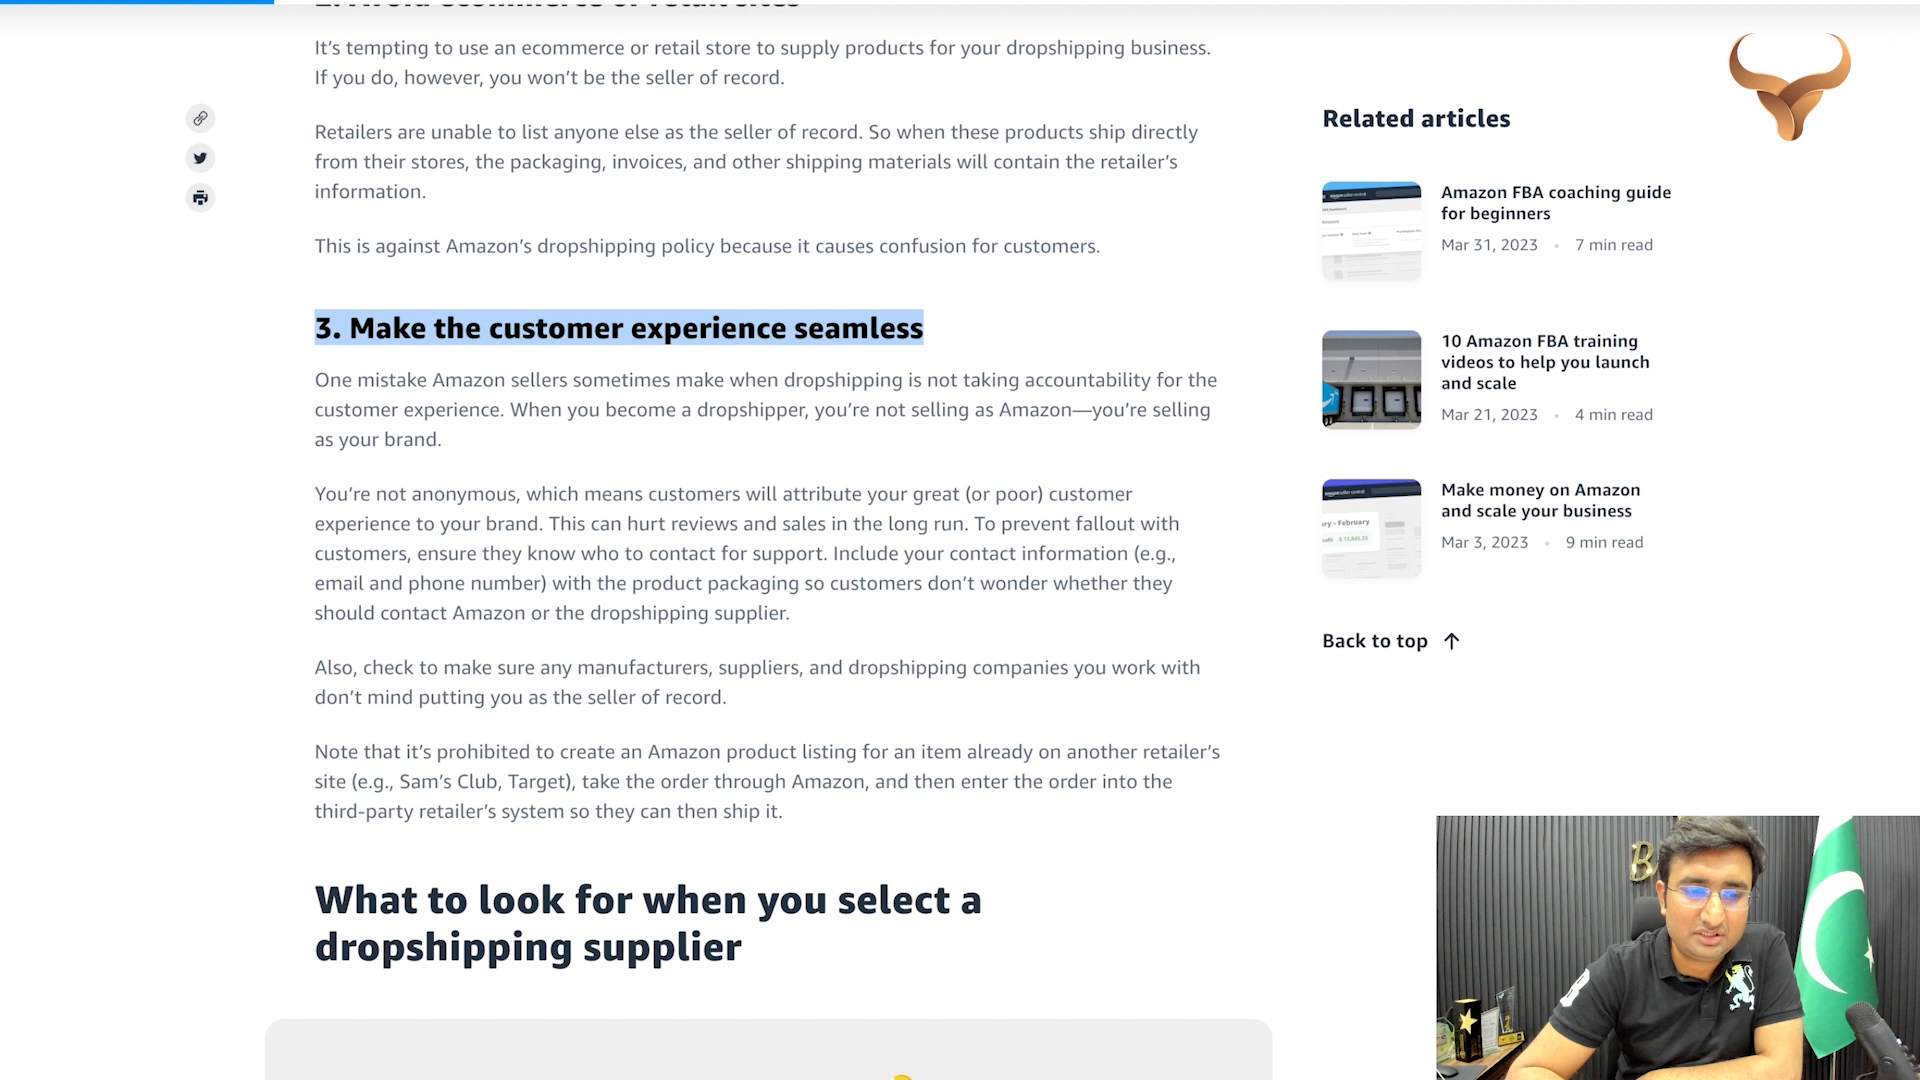 It’s tempting to use an ecommerce or retail store to supply products for your dropshipping business.
If you do, however, you won’t be the seller of record.
Retailers are unable to list anyone else as the seller of record. So when these products ship directly
from their stores, the packaging, invoices, and other shipping materials will contain the retailer’s
information.
This is against Amazon’s dropshipping policy because it causes confusion for customers.
3. Make the customer experience seamless
One mistake Amazon sellers sometimes make when dropshipping is not taking accountability for the
customer experience. When you become a dropshipper, you’re not selling as Amazon—you’re selling
as your brand.
You’re not anonymous, which means customers will attribute your great (or poor) customer
experience to your brand. This can hurt reviews and sales in the long run. To prevent fallout with
customers, ensure they know who to contact for support. Include your contact information (e.g.,
email and phone number) with the product packaging so customers don’t wonder whether they
should contact Amazon or the dropshipping supplier.
Also, check to make sure any manufacturers, suppliers, and dropshipping companies you work with
don’t mind putting you as the seller of record.
Note that it’s prohibited to create an Amazon product listing for an item already on another retailer’s
site (e.g., Sam’s Club, Target), take the order through Amazon, and then enter the order into the
third-party retailer’s system so they can then ship it.
What to look for when you select a
dropshipping supplier
Related articles
Amazon FBA coaching guide
for beginners
Mar 31, 2023 • 7 min read
10 Amazon FBA training
videos to help you launch
and scale
Mar 21, 2023 • 4 min read
Make money on Amazon
and scale your business
Mar 3, 2023 • 9 min read
Back to top